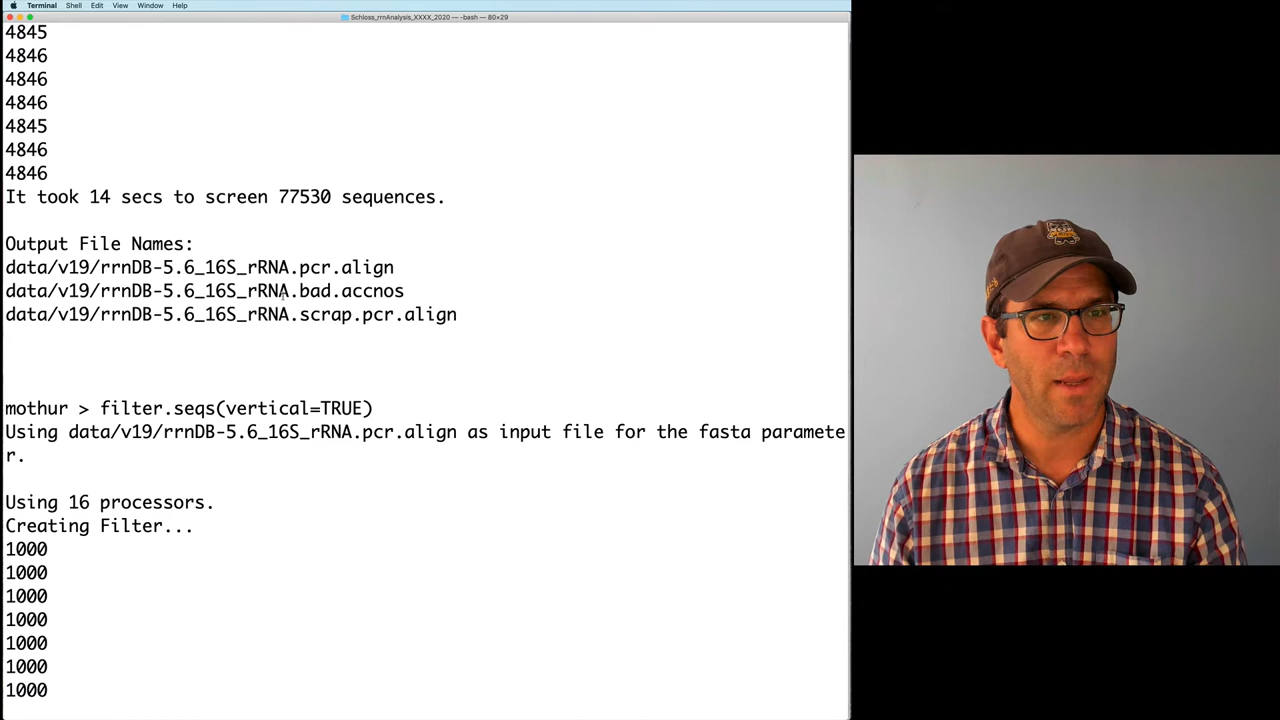 Terminal Shell Edit View Window Help
Schloss_rrnAnalysis_XXXX_2020 — -bash — 80×29
4845
4846
4846
4846
4845
4846
4846
It took 14 secs to screen 77530 sequences.
Output File Names:
data/v19/rrnDB-5.6_16S_rRNA.pcr.align
data/v19/rrnDB-5.6_16S_rRNA.bad.accnos
data/v19/rrnDB-5.6_16S_rRNA.scrap.pcr.align
mothur > filter.seqs(vertical=TRUE)
Using data/v19/rrnDB-5.6_16S_rRNA.pcr.align as input file for the fasta paramete
r.
Using 16 processors.
Creating Filter...
1000
1000
1000
1000
1000
1000
1000